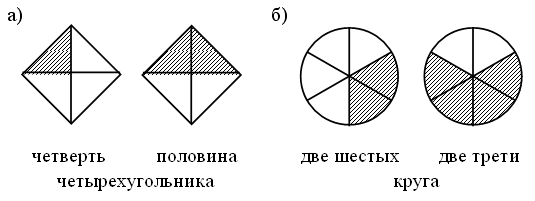 а)
б)
четверть половина
две шестых две трети
четырехугольника
круга